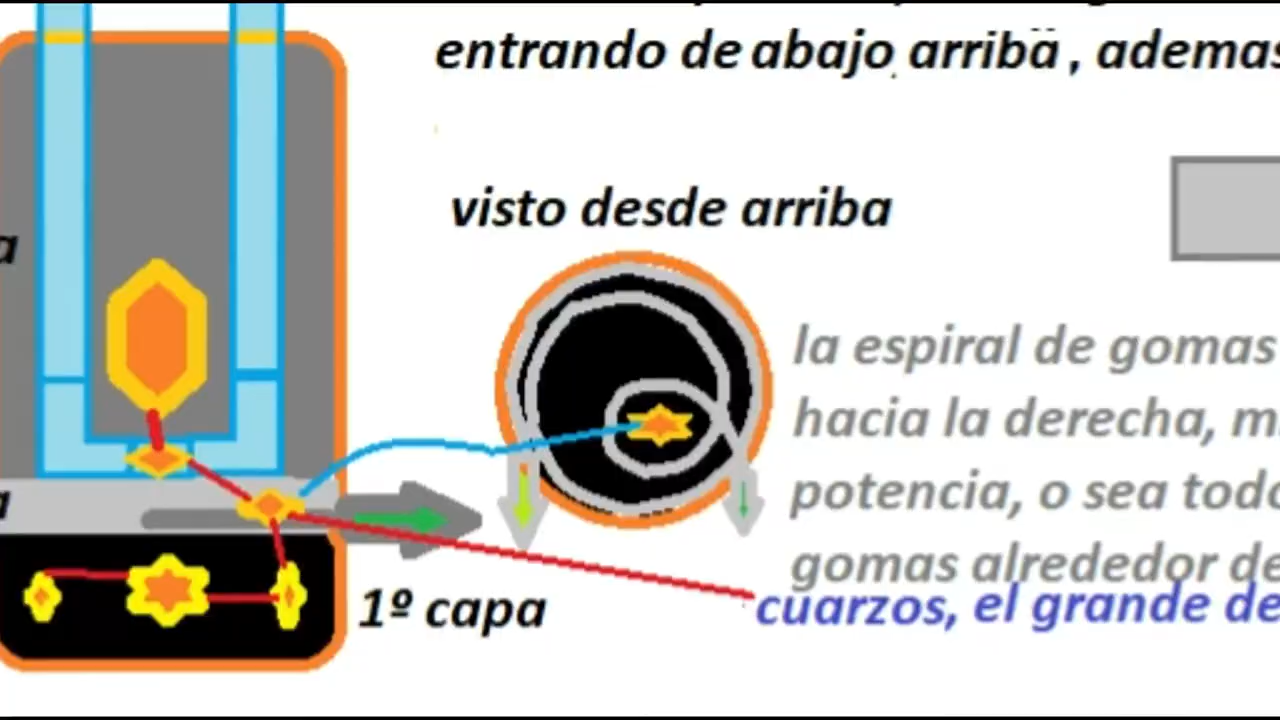 entrando de abajo arriba , ademas
visto desde arriba
a
la espiral de gomas
hacia la derecha, m
potencia, o sea tod
a
gomas alrededor de
cuarzos, el grande de
1º capa